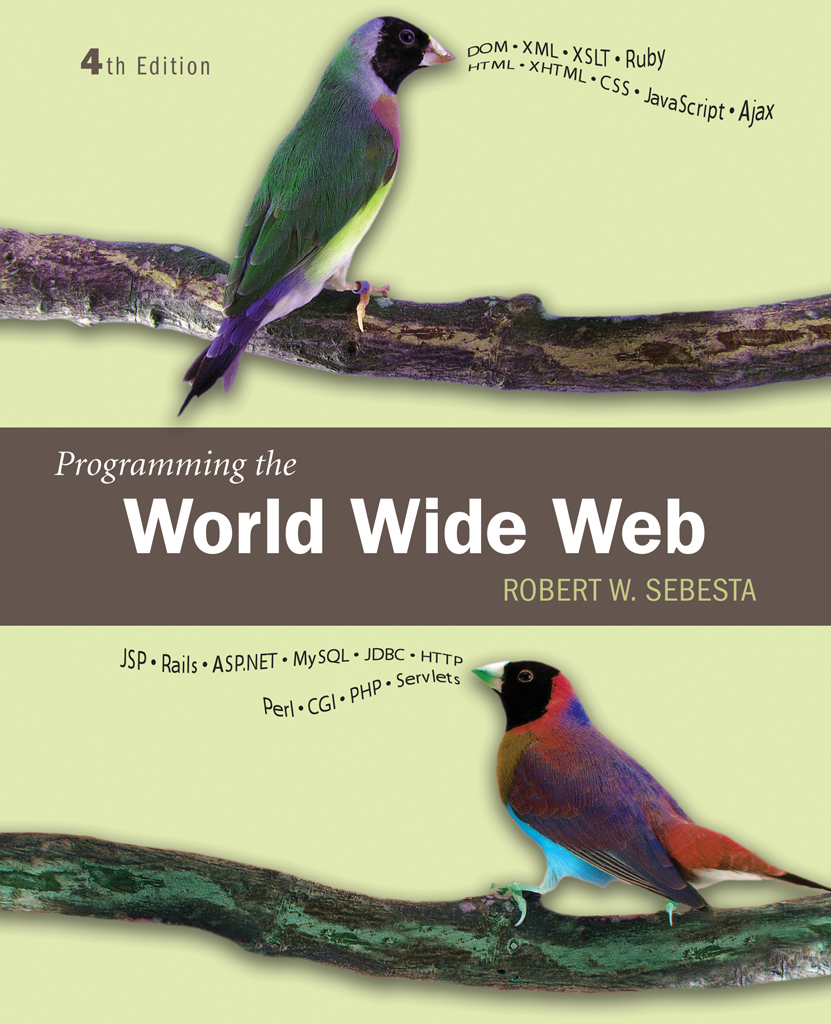 4th Edition
DOM • XML • XSLT • Ruby
HTML • XHTML • CSS • JavaScript • Ajax
Programming the
World Wide Web
ROBERT W. SEBESTA
JSP • Rails • ASP.NET • MySQL • JDBC • HTTP
Perl • CGI • PHP • Servlets